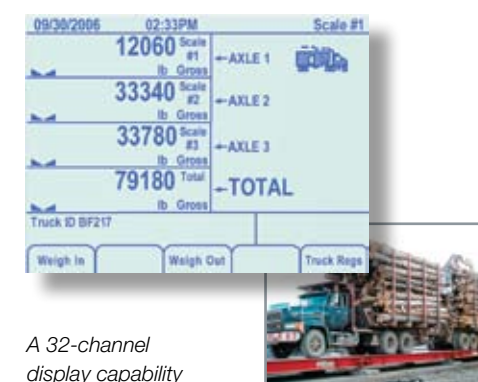 09/30/2006 02:33PM Scale #1
12060 Scale #1
lb Gross
←AXLE 1
33340 Scale #2
lb Gross
←AXLE 2
33780 Scale #3
lb Gross
←AXLE 3
79180 Total
lb Gross
←TOTAL
Truck ID BF217
Weigh In Weigh Out Truck Regs
A 32-channel
display capability